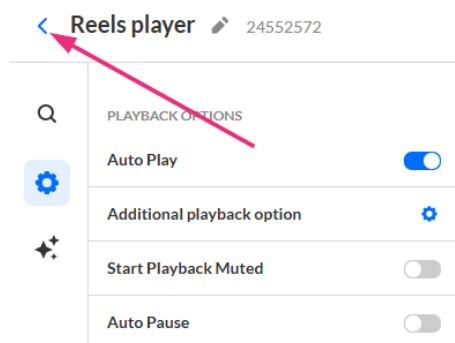 Reels player 24552572
PLAYBACK OPTIONS
Auto Play
Additional playback option
Start Playback Muted
Auto Pause